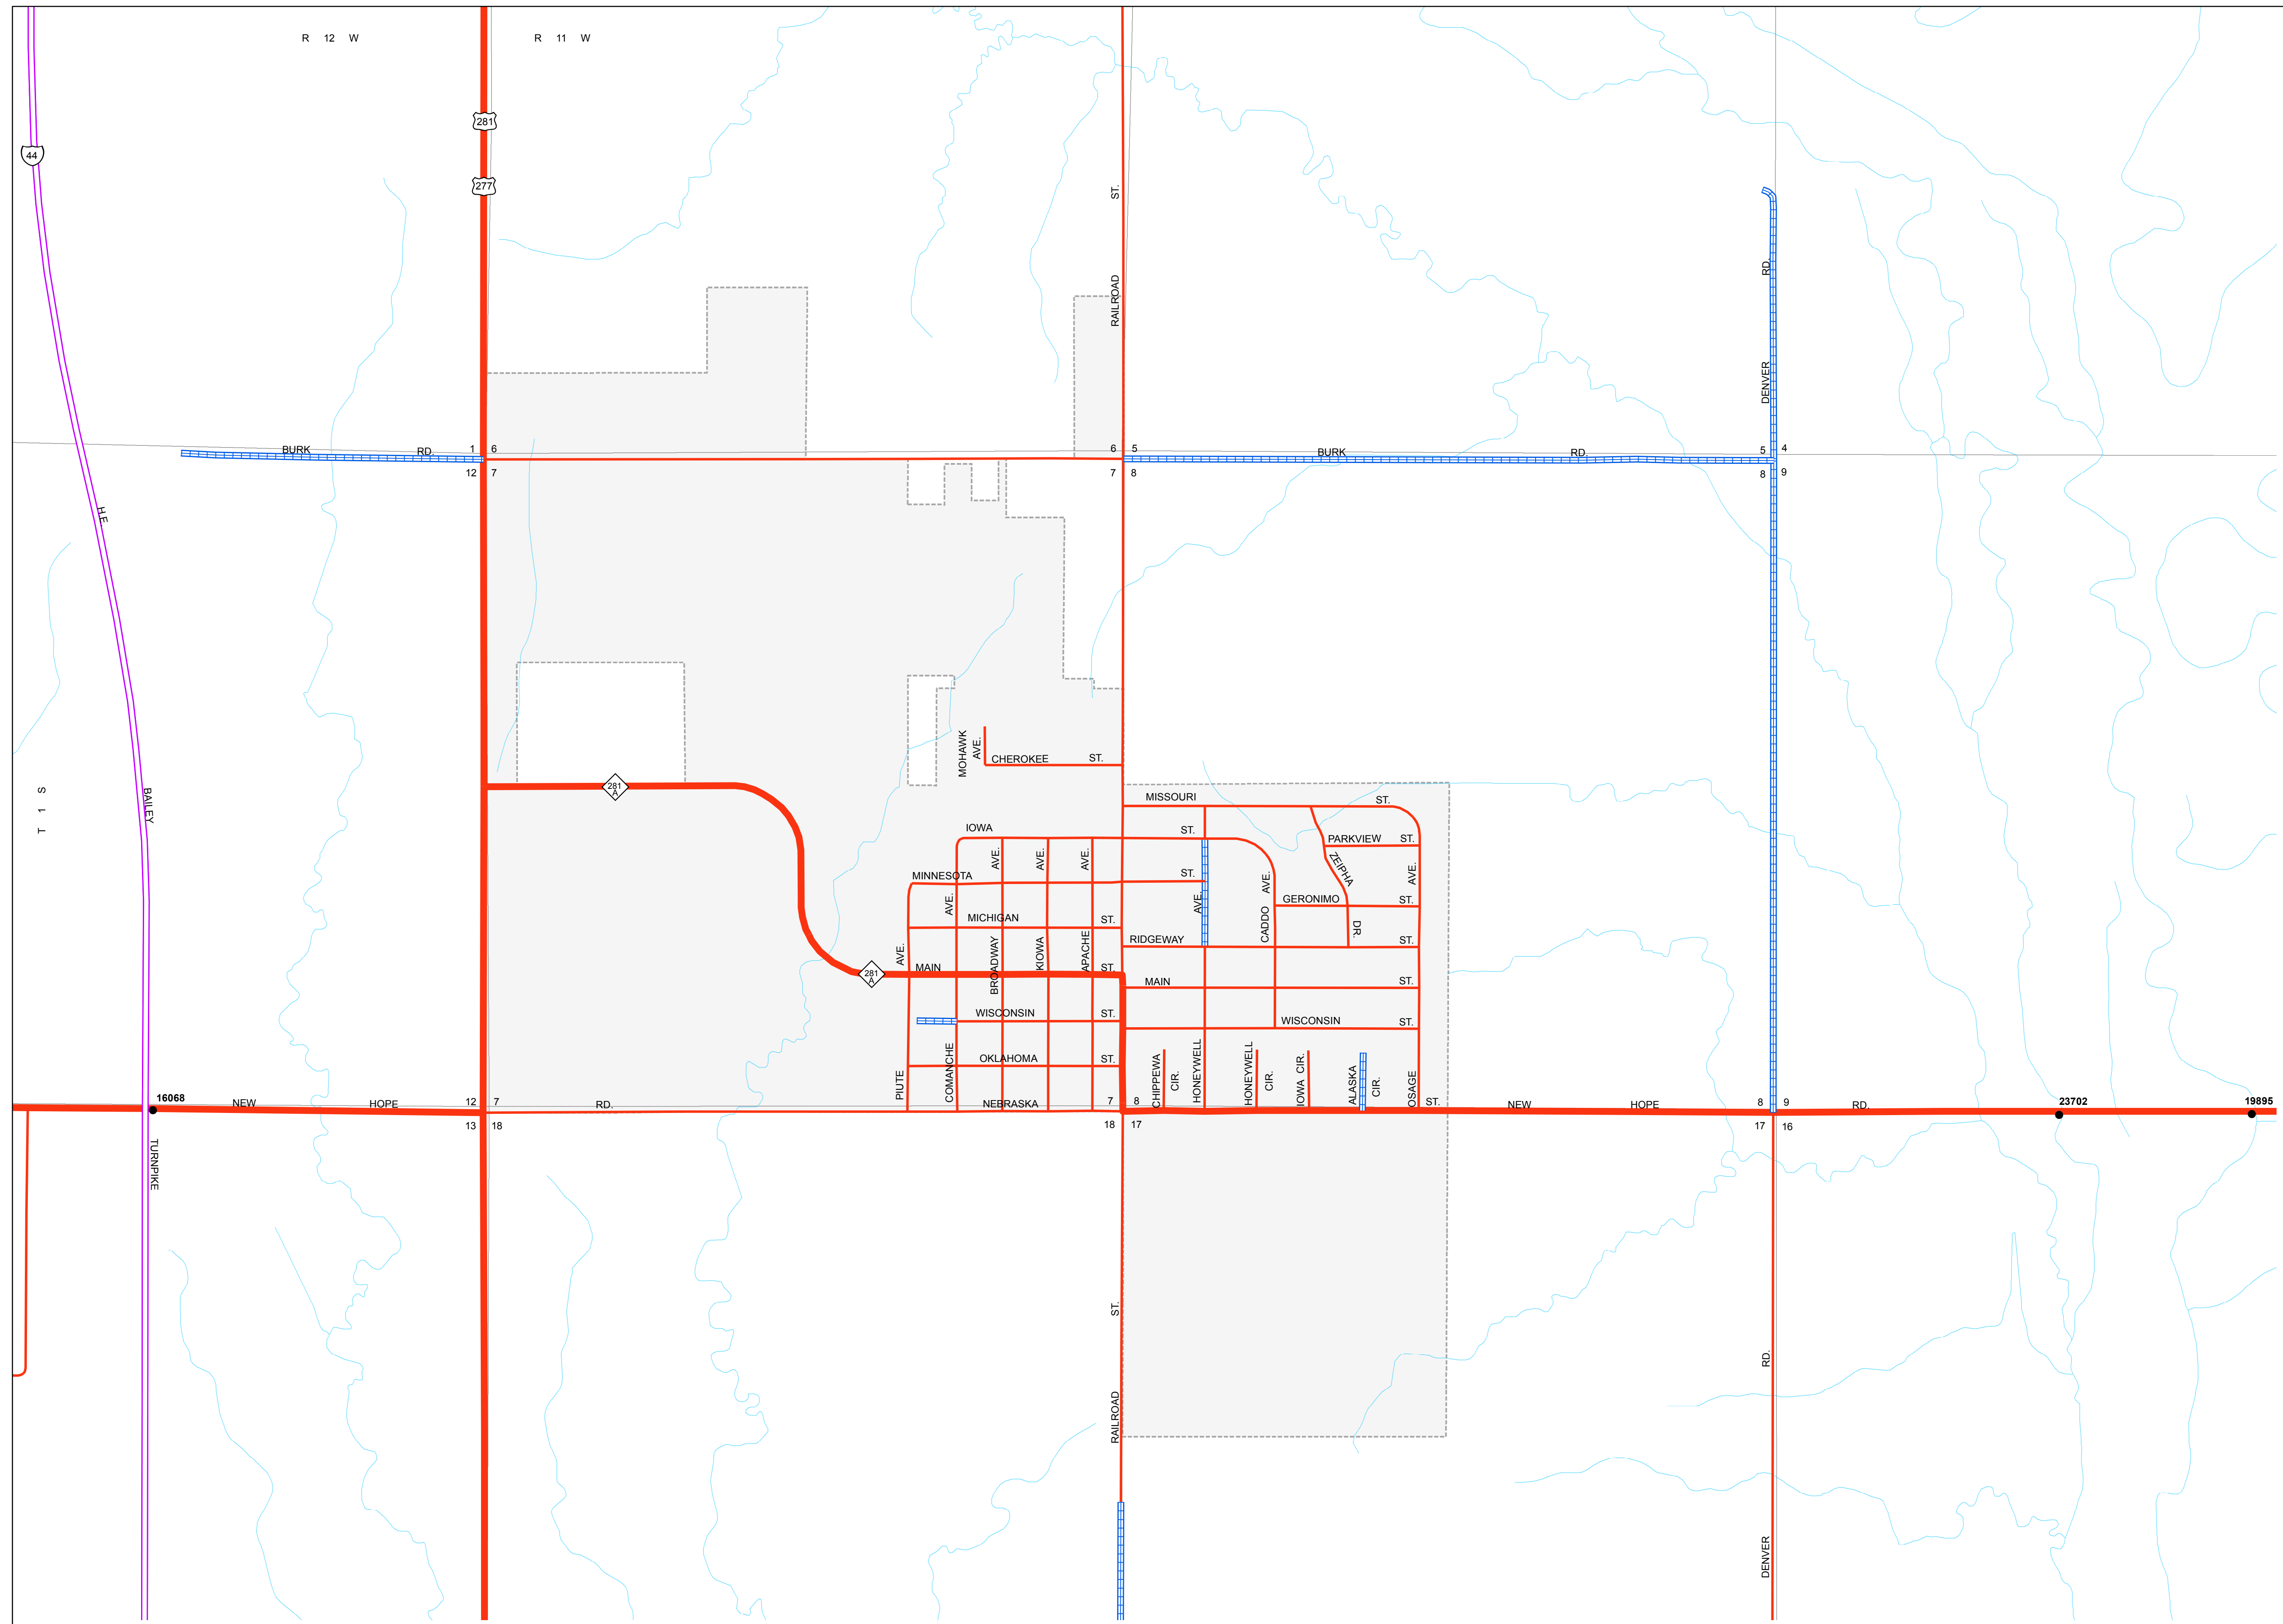 R 12 W
R 11 W
281
44
277
ST.
RAILROAD
RD.
DENVER
BURK RD.
1 6
12 7
6 5
7 8
BURK RD.
5 4
8 9
H E
BAILEY
TURNPIKE
T 1 S
MOHAWK AVE.
CHEROKEE ST.
281 A
MISSOURI ST.
IOWA ST.
PARKVIEW ST.
ZEIPHA DR.
AVE.
AVE.
AVE.
AVE.
MINNESOTA ST.
AVE.
AVE.
CADDO AVE.
GERONIMO ST.
MICHIGAN ST.
RIDGEWAY ST.
AVE.
BROADWAY
KIOWA
APACHE
281 A
MAIN ST.
MAIN ST.
WISCONSIN ST.
WISCONSIN ST.
OKLAHOMA ST.
PIUTE
COMANCHE
CHIPPEWA CIR.
HONEYWELL
HONEYWELL CIR.
IOWA CIR.
ALASKA CIR.
OSAGE
16068
NEW HOPE RD.
12 7
13 18
NEBRASKA ST.
7 8
18 17
NEW HOPE RD.
8 9
17 16
23702
19895
ST.
RAILROAD
RD.
DENVER